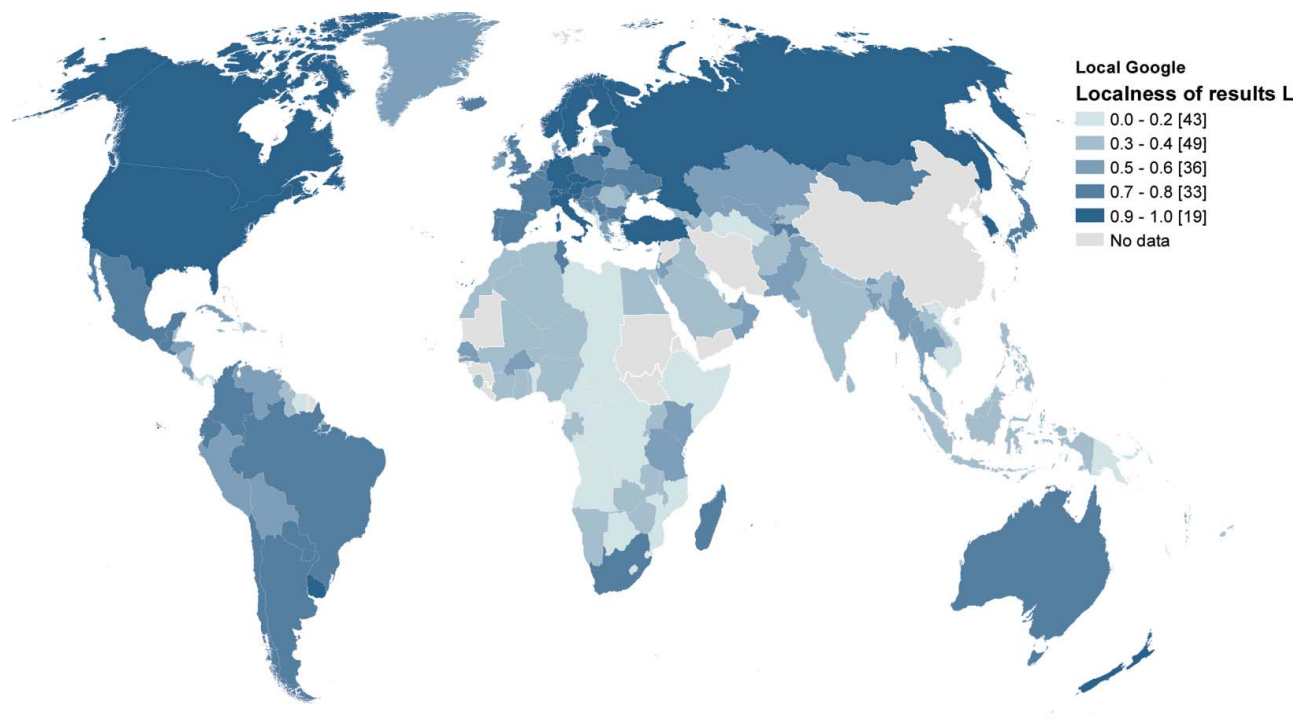 Local Google
Localness of results L
0.0 - 0.2 [43]
0.3 - 0.4 [49]
0.5 - 0.6 [36]
0.7 - 0.8 [33]
0.9 - 1.0 [19]
No data